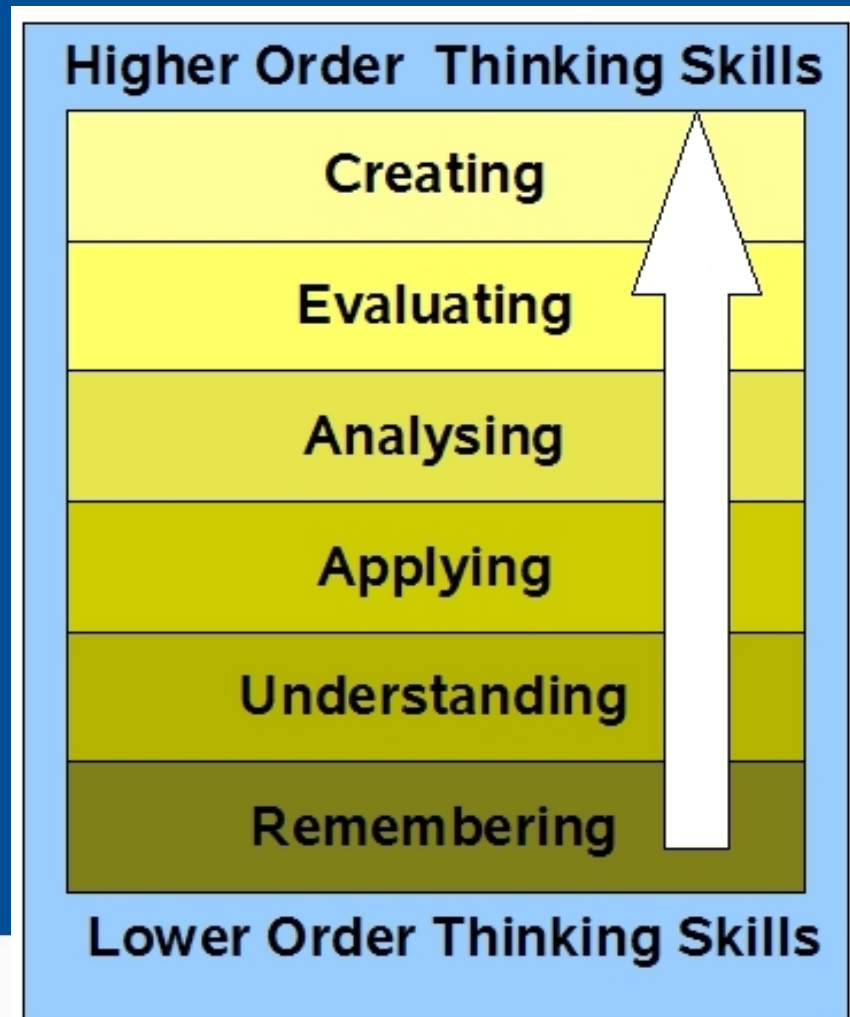 Higher Order Thinking Skills
Creating
Evaluating
Analysing
Applying
Understanding
Remembering
Lower Order Thinking Skills